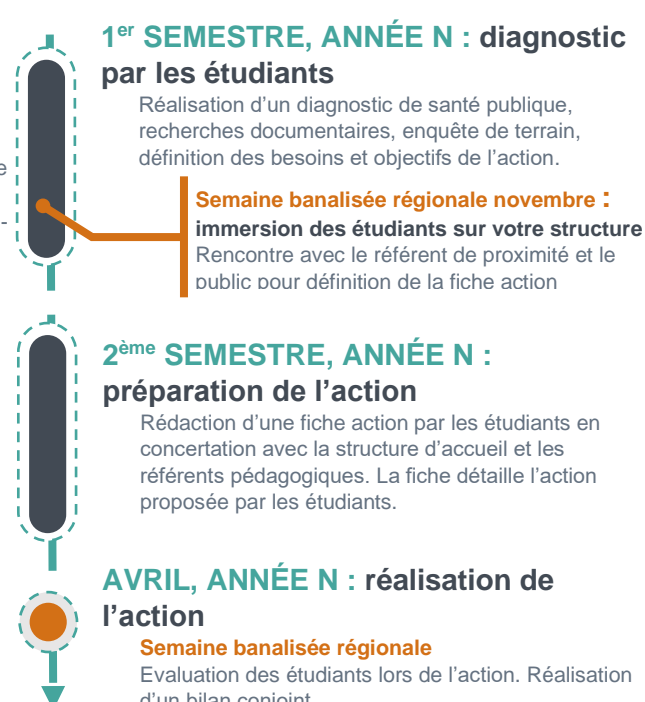 1er SEMESTRE, ANNÉE N : diagnostic
par les étudiants
Réalisation d'un diagnostic de santé publique,
recherches documentaires, enquête de terrain,
définition des besoins et objectifs de l'action.
e
-
Semaine banalisée régionale novembre :
immersion des étudiants sur votre structure
Rencontre avec le référent de proximité et le
public pour définition de la fiche action
2ème SEMESTRE, ANNÉE N :
préparation de l'action
Rédaction d'une fiche action par les étudiants en
concertation avec la structure d'accueil et les
référents pédagogiques. La fiche détaille l'action
proposée par les étudiants.
AVRIL, ANNÉE N : réalisation de
l'action
Semaine banalisée régionale
Evaluation des étudiants lors de l'action. Réalisation
d'un bilan conjoint